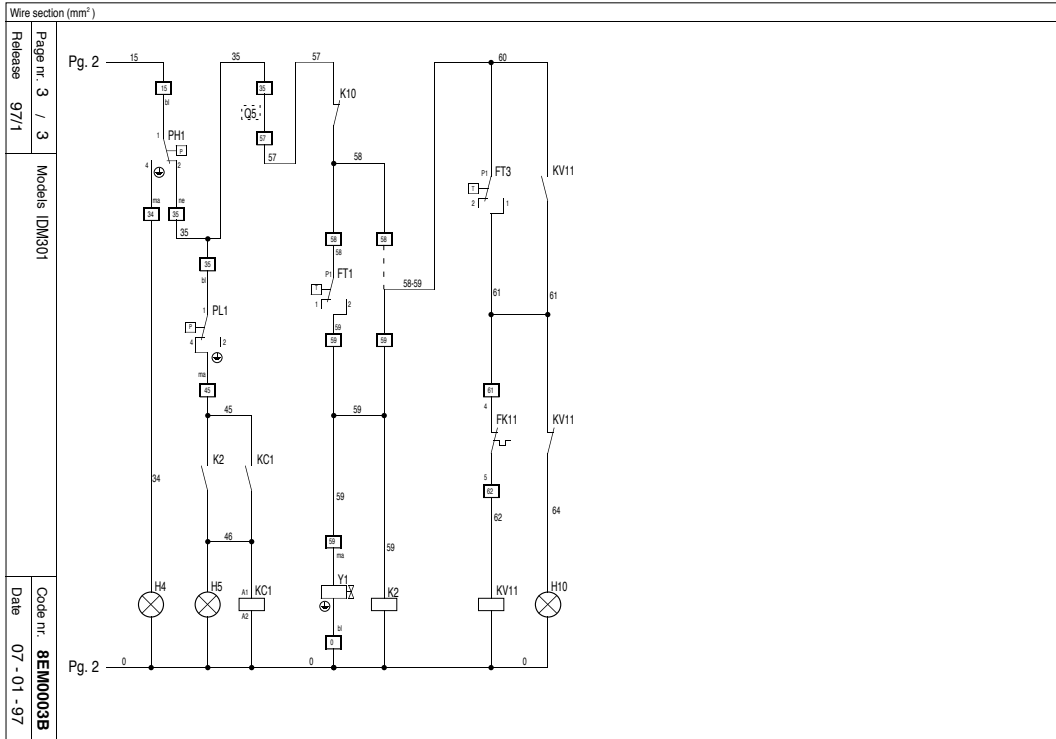 Wire section (mm²)
Page nr. 3 / 3
Release 97/1
Models IDM301
Code nr. 8EM0003B
Date 07 - 01 - 97
Pg. 2
15
35
57
60
15
bl
35
Q5
57
57
K10
58
1
PH1
P
4
2
ma
ne
34
35
35
35
bl
1
PL1
P
4
2
ma
45
45
K2
KC1
46
34
H4
H5
A1
KC1
A2
58
58
58
P1
FT1
T
1
2
59
59
59
58-59
59
59
59
59
ma
Y1
K2
bl
0
P1
FT3
T
2
1
KV11
61
61
61
4
FK11
KV11
5
62
62
64
KV11
H10
Pg. 2
0
0
0